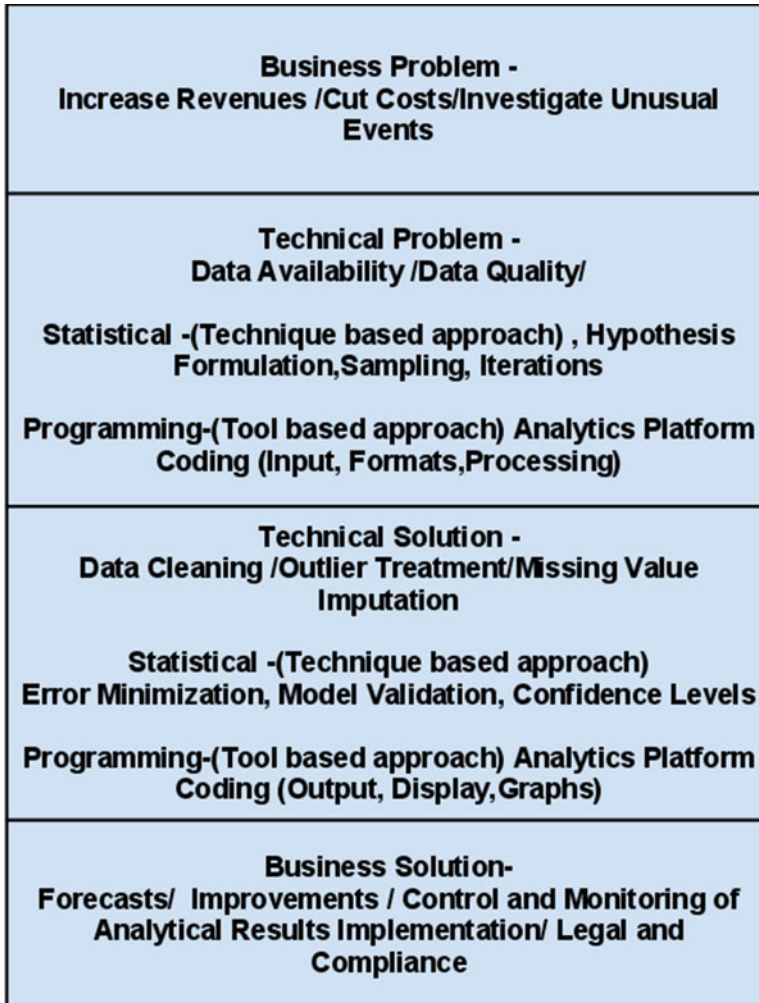 Business Problem -
Increase Revenues /Cut Costs/Investigate Unusual
Events
Technical Problem -
Data Availability /Data Quality/
Statistical -(Technique based approach) , Hypothesis
Formulation,Sampling, Iterations
Programming-(Tool based approach) Analytics Platform
Coding (Input, Formats,Processing)
Technical Solution -
Data Cleaning /Outlier Treatment/Missing Value
Imputation
Statistical -(Technique based approach)
Error Minimization, Model Validation, Confidence Levels
Programming-(Tool based approach) Analytics Platform
Coding (Output, Display,Graphs)
Business Solution-
Forecasts/ Improvements / Control and Monitoring of
Analytical Results Implementation/ Legal and
Compliance